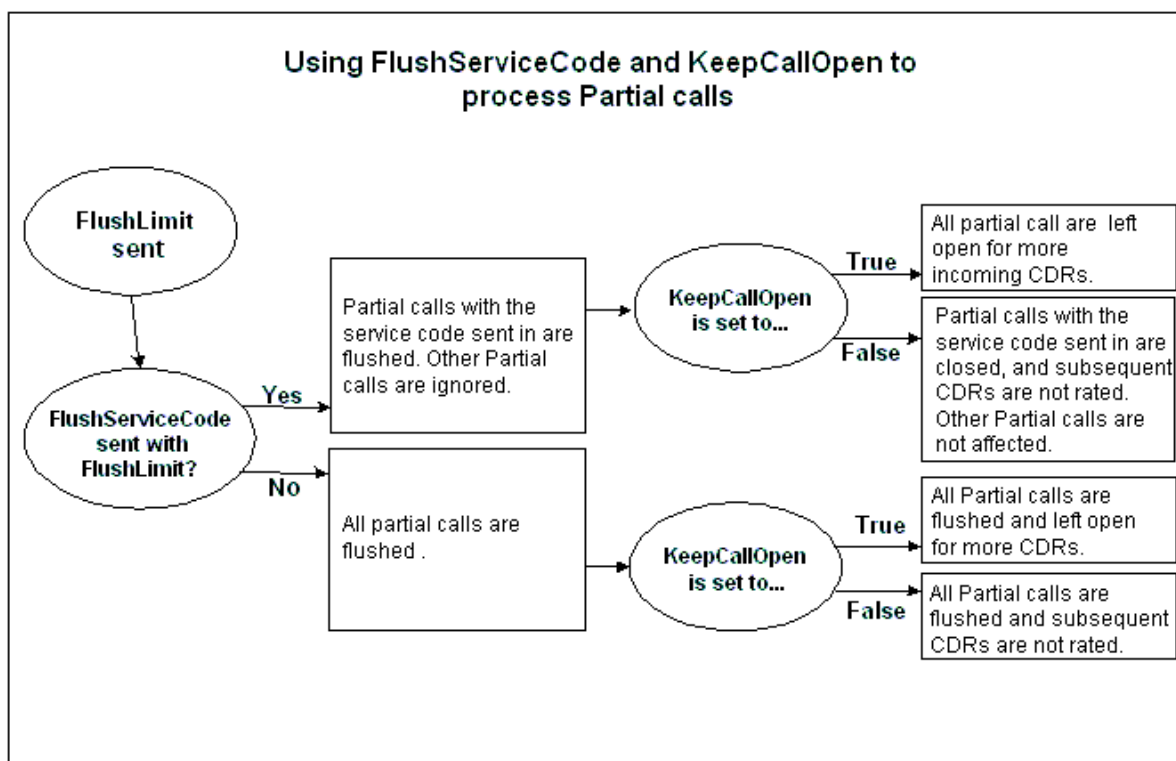 Using FlushServiceCode and KeepCallOpen to
process Partial calls
FlushLimit
sent
FlushServiceCode
sent with
FlushLimit?
Yes
No
Partial calls with the
service code sent in are
flushed. Other Partial
calls are ignored.
KeepCallOpen
is set to...
True
False
All partial call are left
open for more
incoming CDRs.
Partial calls with the
service code sent in are
closed, and subsequent
CDRs are not rated.
Other Partial calls are
not affected.
All partial calls are
flushed .
KeepCallOpen
is set to...
True
False
All Partial calls are
flushed and left open
for more CDRs.
All Partial calls are
flushed and subsequent
CDRs are not rated.